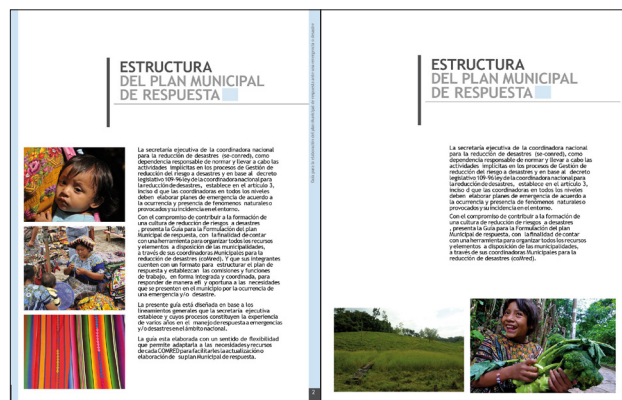 ESTRUCTURA
DEL PLAN MUNICIPAL
DE RESPUESTA
La secretaria ejecutiva de la coordinadora nacional
para la reducción de desastres (se-conred), como
dependencia responsable de normar y llevar a cabo las
actividades implícitas en los procesos de Gestión de
reducción del riesgo a desastres y en base al decreto
legislativo 109-96 ley de la coordinadora nacional para
la reducción de desastres, establece en el artículo 3,
inciso d que las coordinadoras en todos los niveles
deben elaborar planes de emergencia de acuerdo a
la ocurrencia y presencia de fenómenos naturales o
provocados y su incidencia en el entorno.
Con el compromiso de contribuir a la formación de
una cultura de reducción de riesgos a desastres
, presenta la Guía para la Formulación del plan
Municipal de respuesta, con la finalidad de contar
con una herramienta para organizar todos los recursos
y elementos a disposición de las municipalidades,
a través de sus coordinadoras Municipales para la
reducción de desastres (coMred). Y que sus integrantes
cuenten con un formato para estructurar el plan de
respuesta y establezcan las comisiones y funciones
de trabajo, en forma integrada y coordinada, para
responder de manera efi y oportuna a las necesidades
que se presenten en el municipio por la ocurrencia de
una emergencia y/o desastre.
La presente guía está diseñada en base a los
lineamientos generales que la secretaria ejecutiva
establece y cuyos procesos constituyen la experiencia
de varios años en el manejo de respuesta a emergencias
y/o desastres en el ámbito nacional.
La guía esta elaborada con un sentido de flexibilidad
que permite adaptarla a las necesidades y recursos
de cada COMRED para facilitarles la actualización o
elaboración de su plan Municipal de Respuesta.
2
ESTRUCTURA
DEL PLAN MUNICIPAL
DE RESPUESTA
La secretaria ejecutiva de la coordinadora nacional
para la reducción de desastres (se-conred), como
dependencia responsable de normar y llevar a cabo las
actividades implícitas en los procesos de Gestión de
reducción del riesgo a desastres y en base al decreto
legislativo 109-96 ley de la coordinadora nacional para
la reducción de desastres, establece en el artículo 3,
inciso d que las coordinadoras en todos los niveles
deben elaborar planes de emergencia de acuerdo a
la ocurrencia y presencia de fenómenos naturales o
provocados y su incidencia en el entorno.
Con el compromiso de contribuir a la formación de
una cultura de reducción de riesgos a desastres
, presenta la Guía para la Formulación del plan
Municipal de respuesta, con la finalidad de contar
con una herramienta para organizar todos los recursos
y elementos a disposición de las municipalidades,
a través de sus coordinadoras Municipales para la
reducción de desastres (coMred).